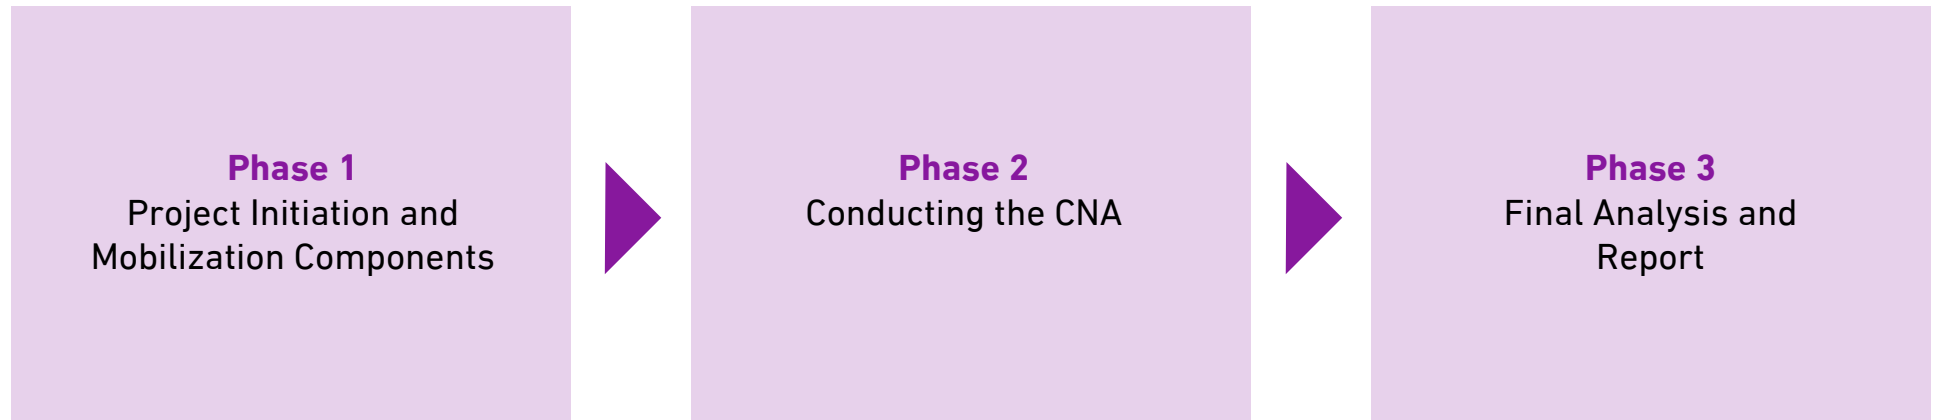 Phase 1
Project Initiation and
Mobilization Components
Phase 2
Conducting the CNA
Phase 3
Final Analysis and
Report